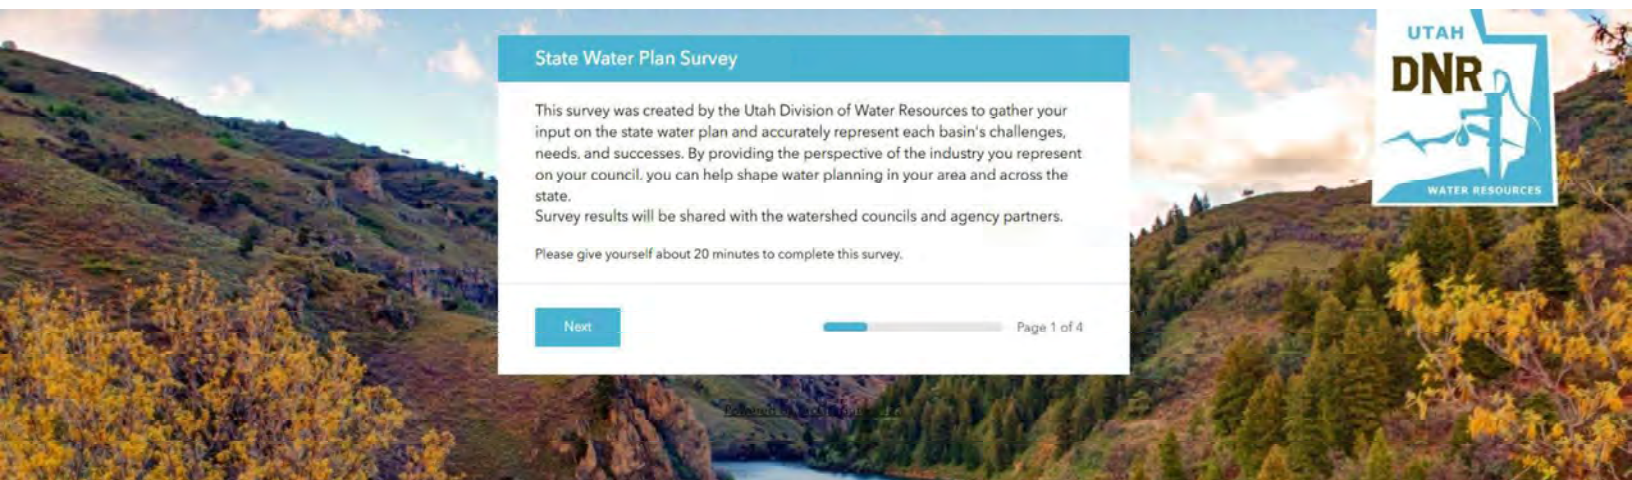 State Water Plan Survey
This survey was created by the Utah Division of Water Resources to gather your
input on the state water plan and accurately represent each basin's challenges,
needs. and successes. By providing the perspective of the industry you represent
on your council. you can help shape water planning in your area and across the
state.
Survey results will be shared with the watershed councils and agency partners.
Please give yourself about 20 minutes to complete this survey.
Next
Page 1 of 4
Powered by
UTAH
DNR
WATER RESOURCES